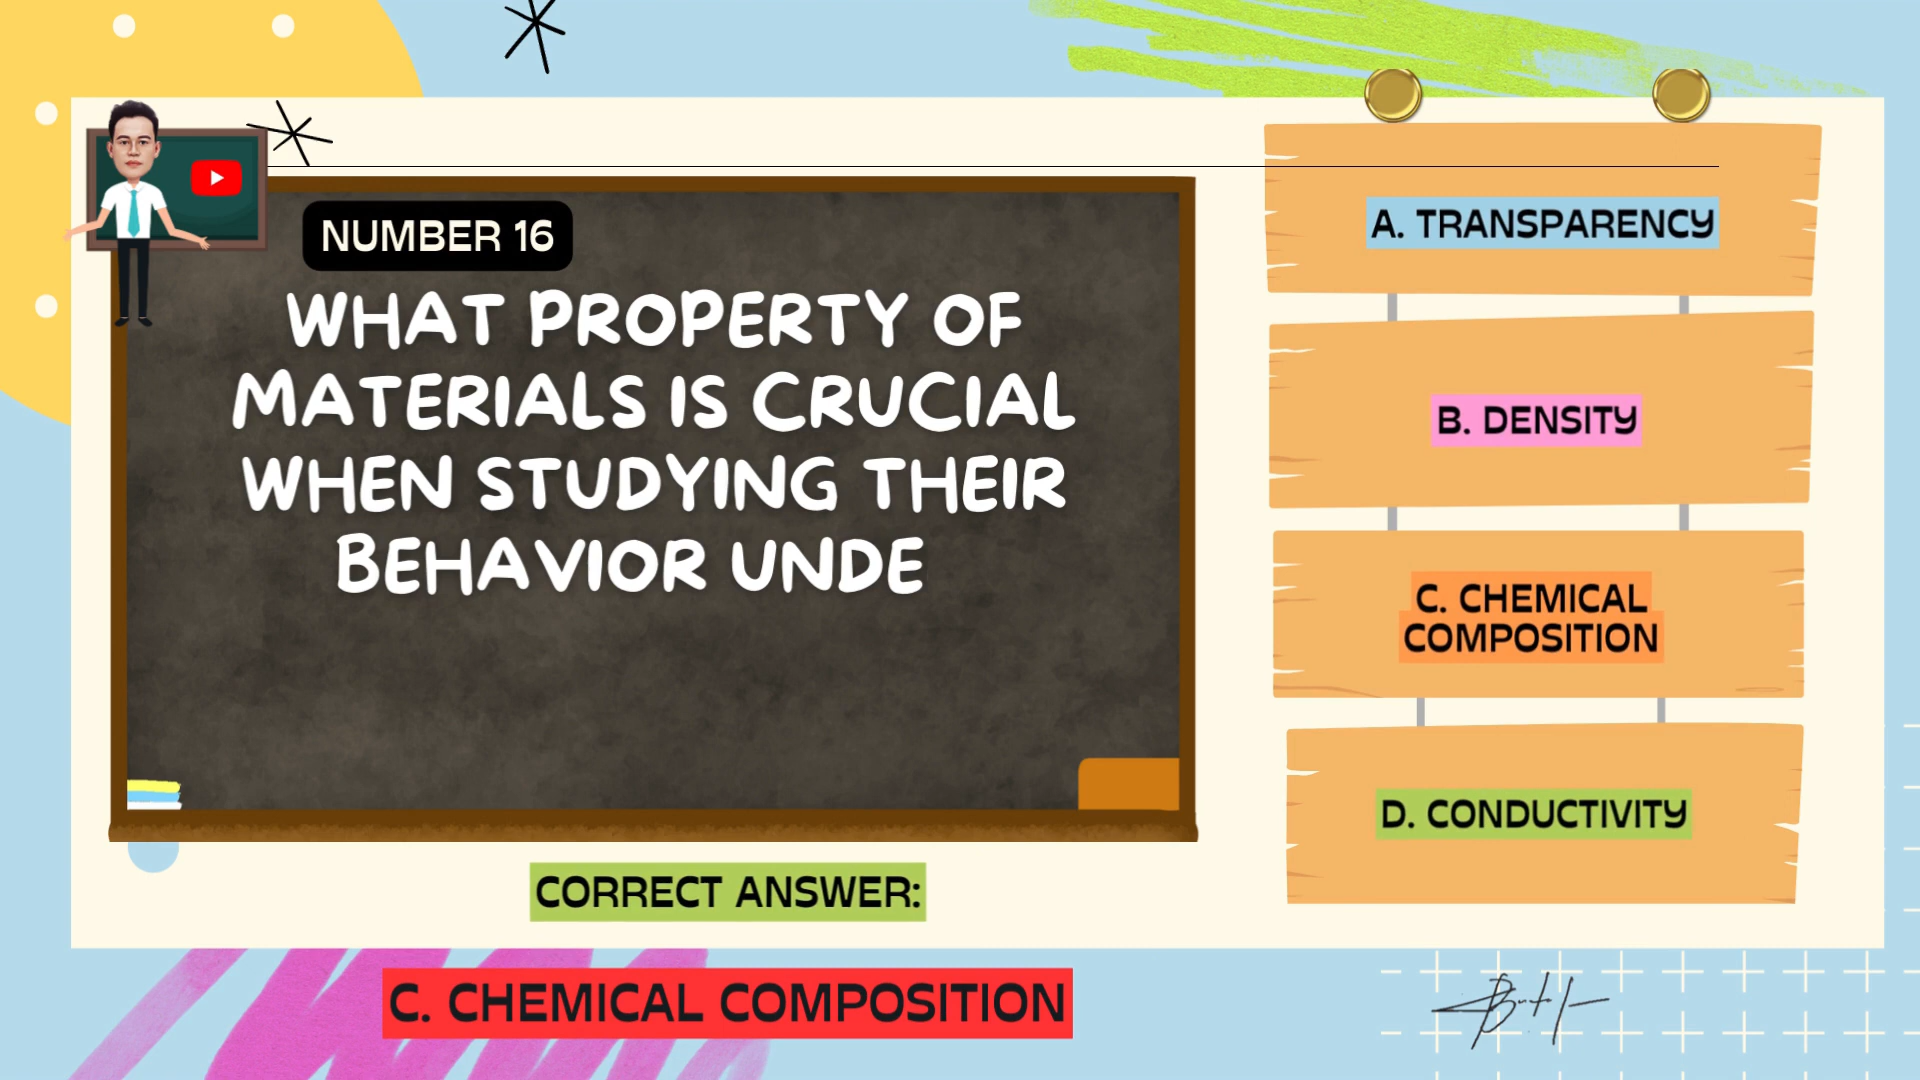 NUMBER 16
WHAT PROPERTY OF
MATERIALS IS CRUCIAL
WHEN STUDYING THEIR
BEHAVIOR UNDE
A. TRANSPARENCY
B. DENSITY
C. CHEMICAL
COMPOSITION
D. CONDUCTIVITY
CORRECT ANSWER:
C. CHEMICAL COMPOSITION